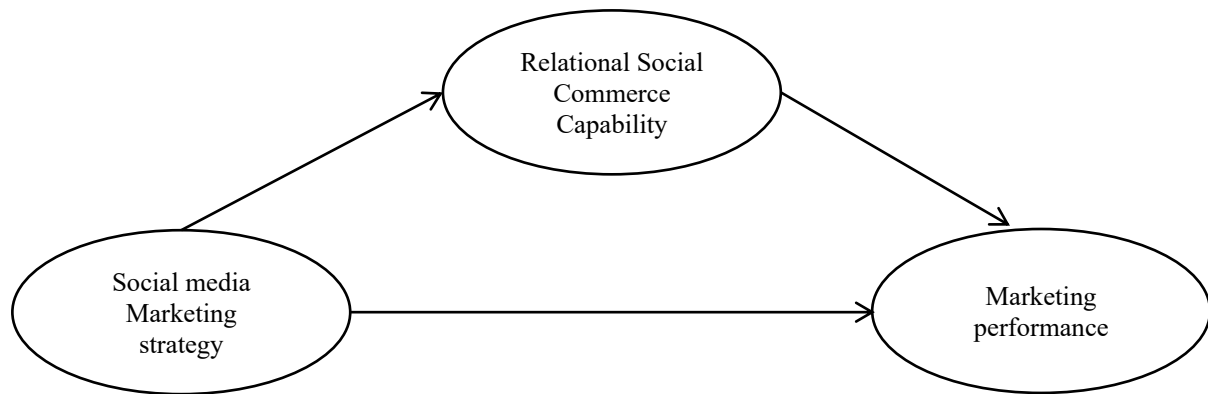 Relational Social
Commerce
Capability
Social media
Marketing
strategy
Marketing
performance